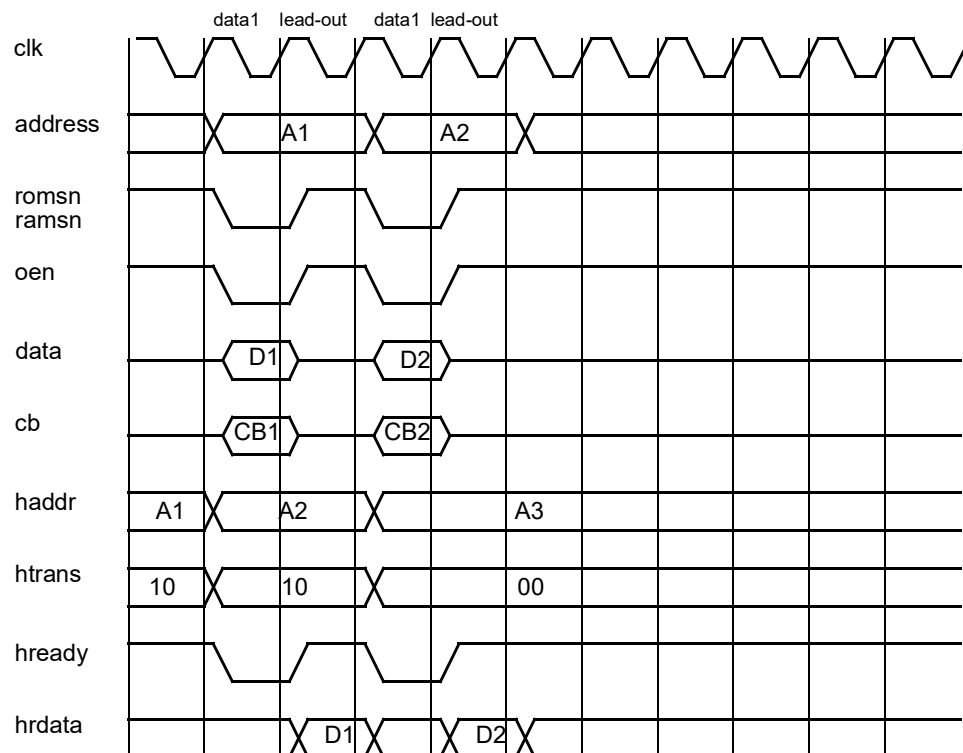 data1 lead-out data1 lead-out
clk
address A1 A2
romsn
ramsn
oen
data D1 D2
cb CB1 CB2
haddr A1 A2 A3
htrans 10 10 00
hready
hrdata D1 D2